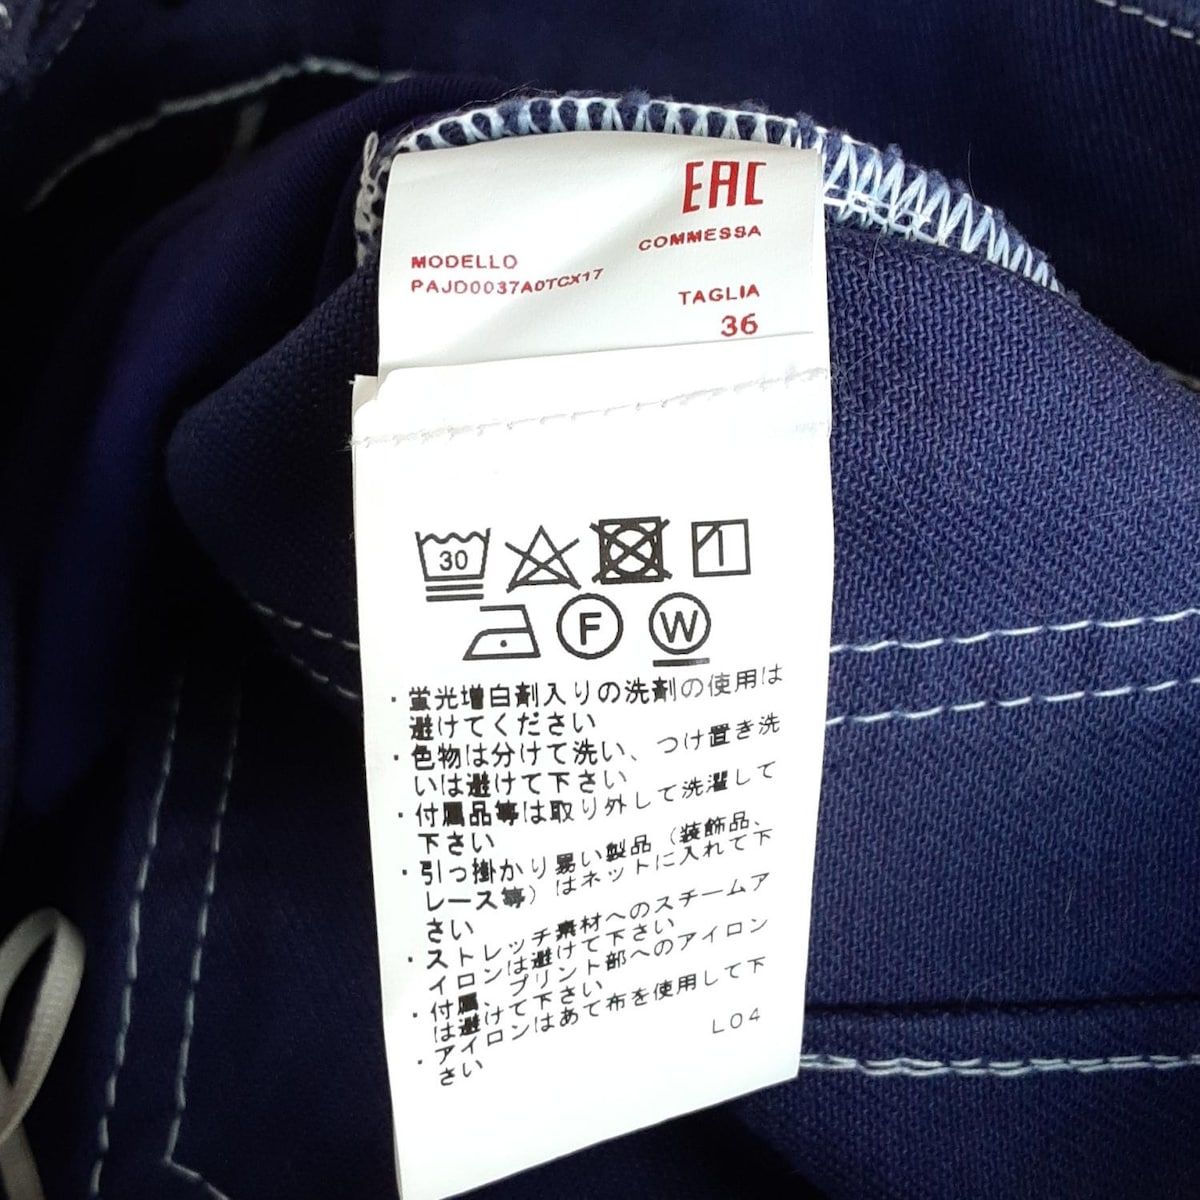 EAC
COMMESSA
MODELLO
PAJD0037A0TCX17
TAGLIA
36
30
F W
・蛍光増白剤入りの洗剤の使用は
避けてください
・色物は分けて洗い、つけ置き洗
いは避けて下さい
・付属品等は取り外して洗濯して
下さい
・引っ掛かり易い製品（装飾品、
レース等）はネットに入れて下
さい
・ストレッチ素材へのスチームア
イロンは避けて下さい
・付属、プリント部へのアイロン
は避けて下さい
・アイロンはあて布を使用して下
さい
L04